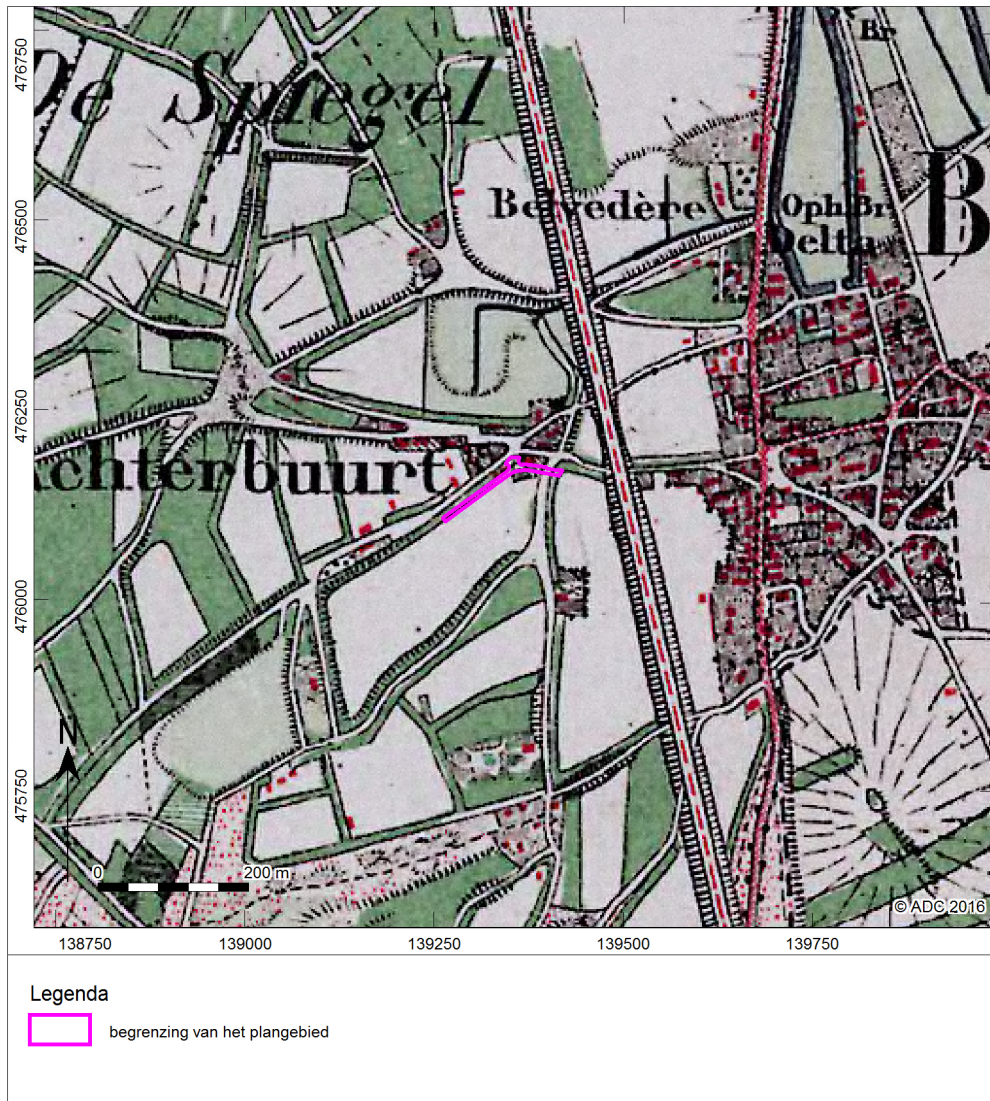 Br
De Spiegel
Belvedère
Oph Br
Delta
B
Achterbuurt
N
0 200 m
© ADC 2016
476750
476500
476250
476000
475750
138750 139000 139250 139500 139750
Legenda
begrenzing van het plangebied